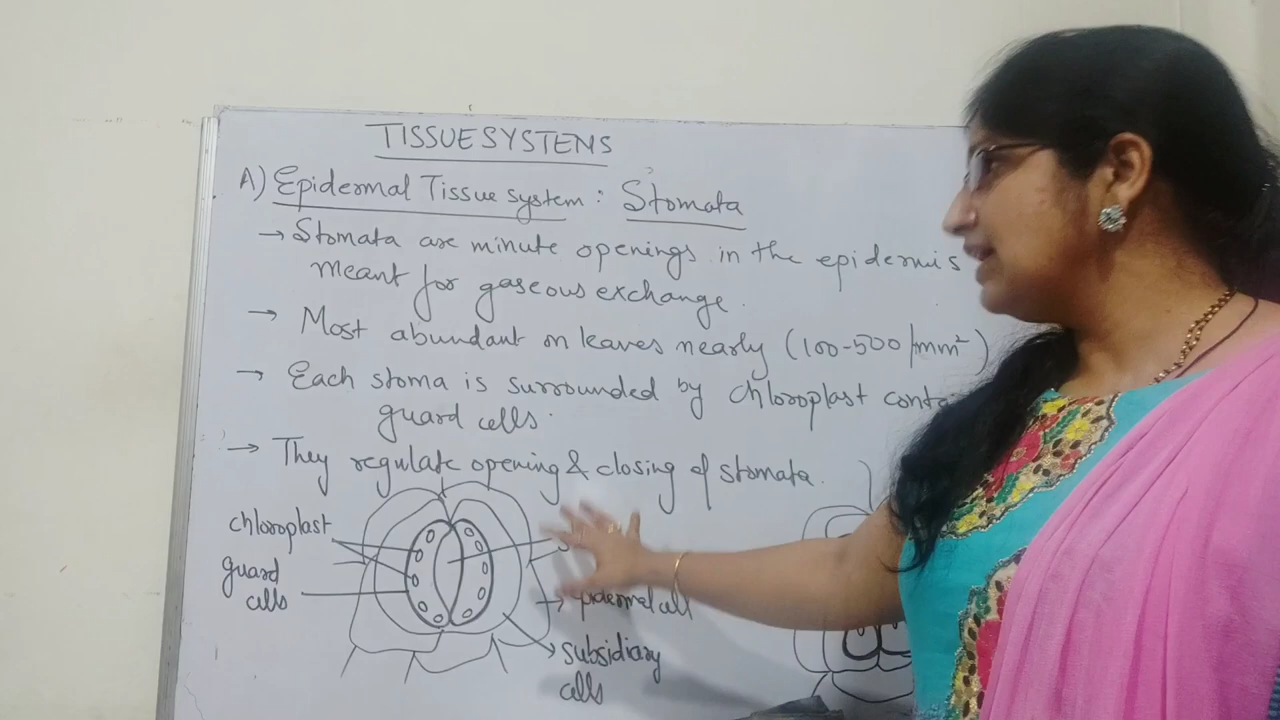 TISSUE SYSTENS
A) Epidermal Tissue system : Stomata
→ Stomata are minute openings in the epidermis
meant for gaseous exchange.
→ Most abundant on leaves nearly (100-500/mm²)
→ Each stoma is surrounded by chloroplast
guard cells.
→ They regulate opening & closing of stomata.
chloroplast
guard
cells
epidermal cell
subsidiary
cells